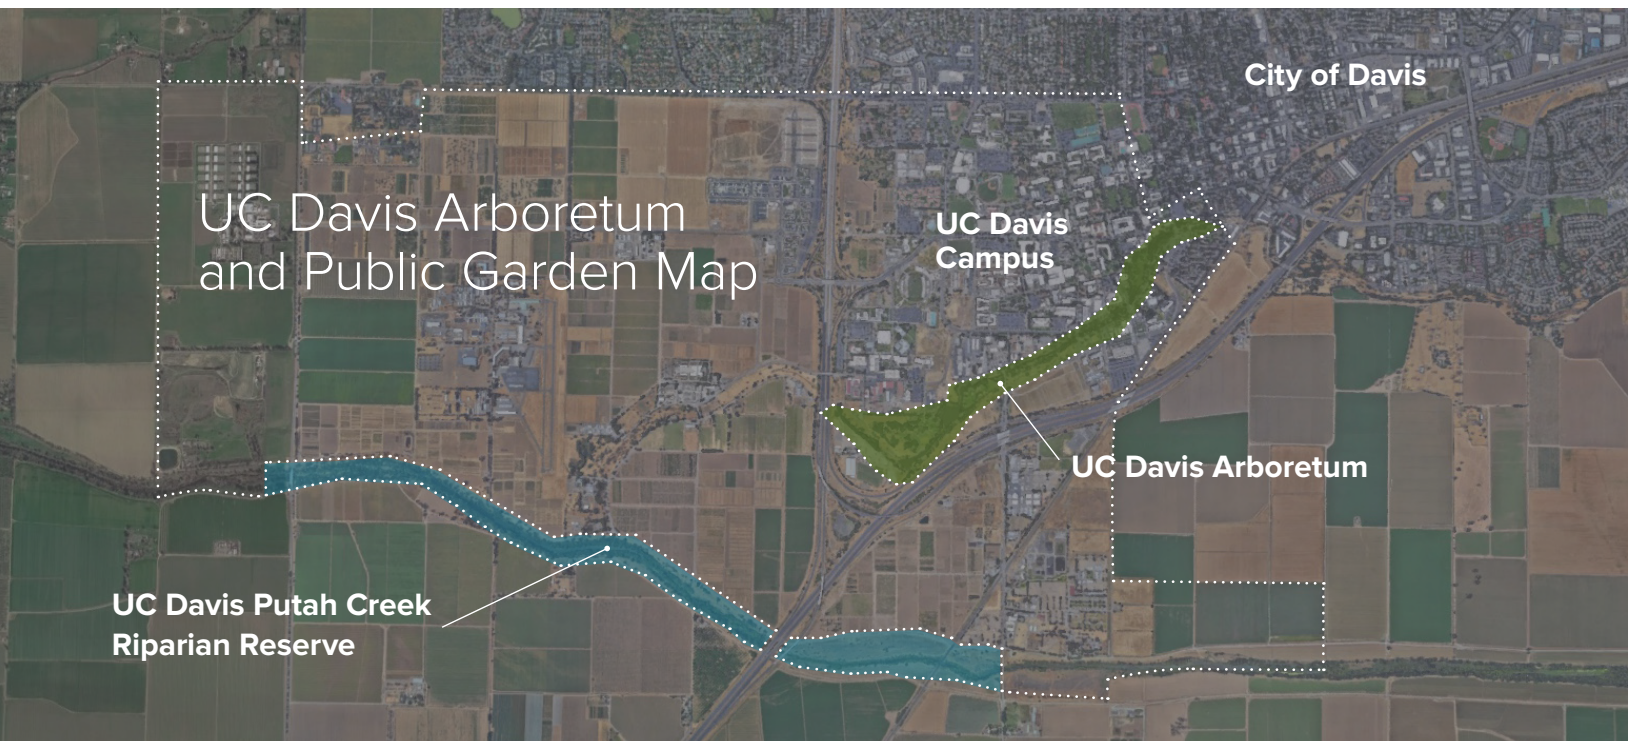 City of Davis
UC Davis Arboretum
and Public Garden Map
UC Davis
Campus
UC Davis Arboretum
UC Davis Putah Creek
Riparian Reserve